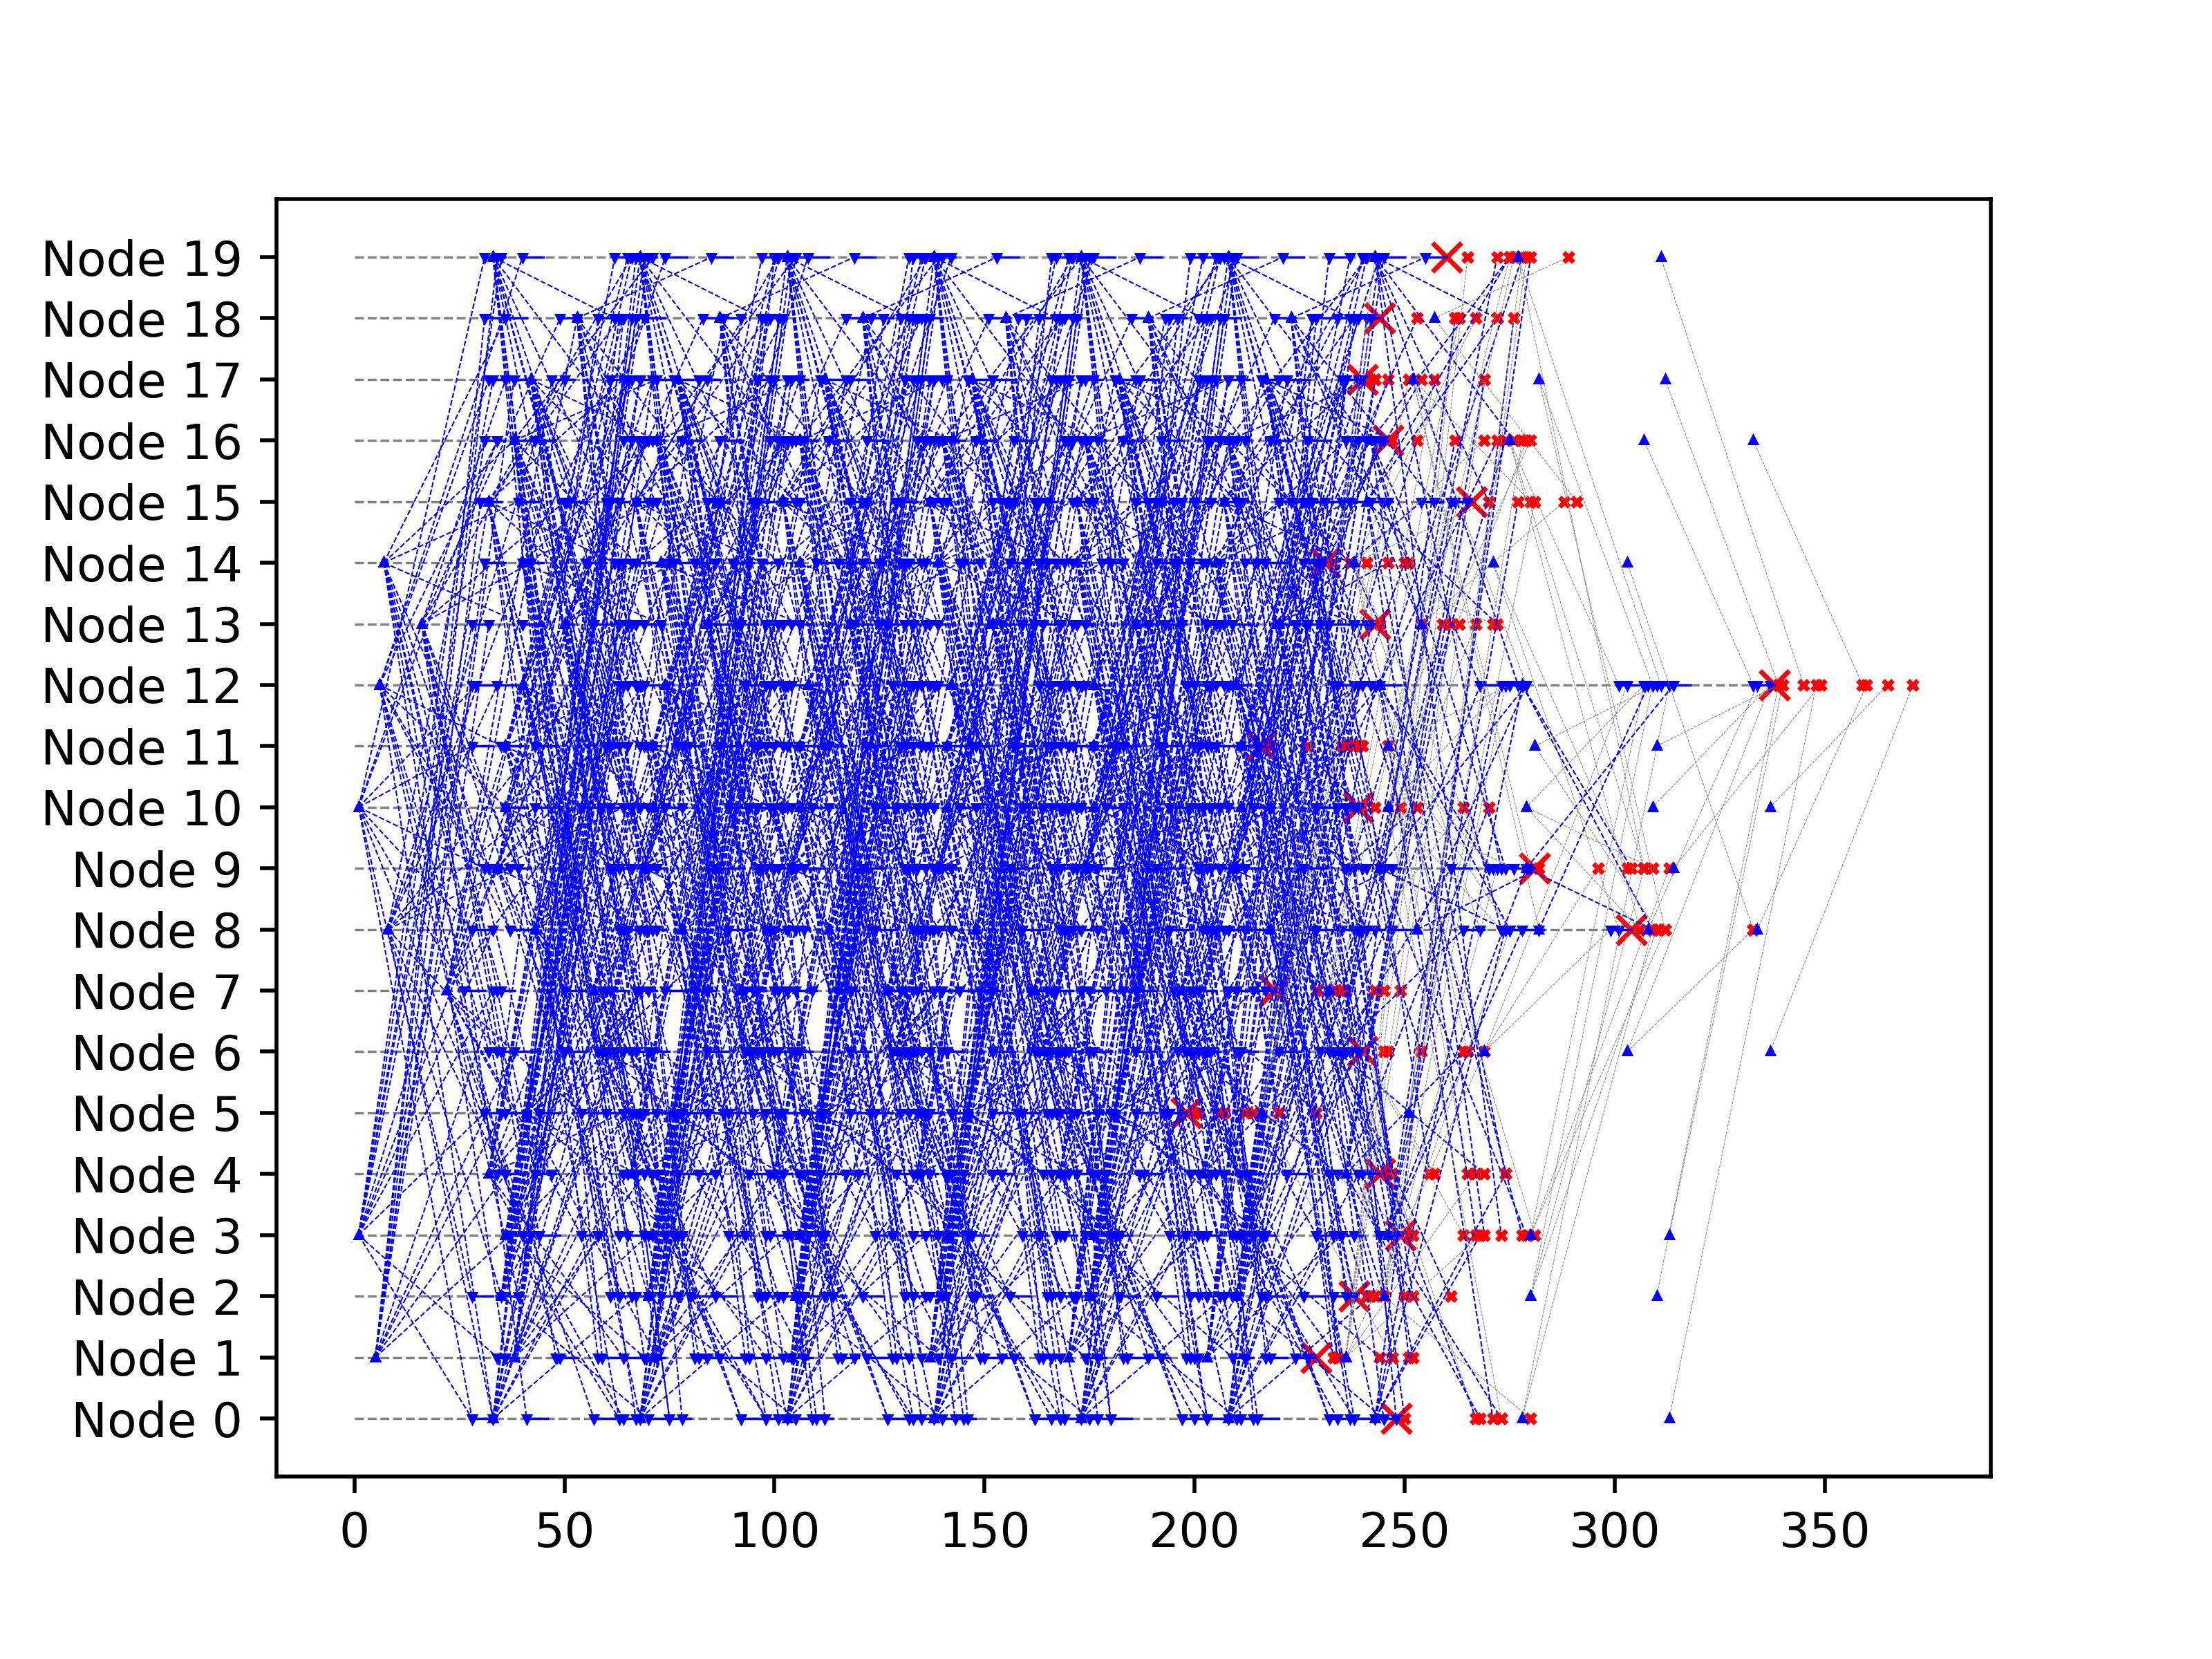 Node 19
Node 18
Node 17
Node 16
Node 15
Node 14
Node 13
Node 12
Node 11
Node 10
Node 9
Node 8
Node 7
Node 6
Node 5
Node 4
Node 3
Node 2
Node 1
Node 0
0 50 100 150 200 250 300 350